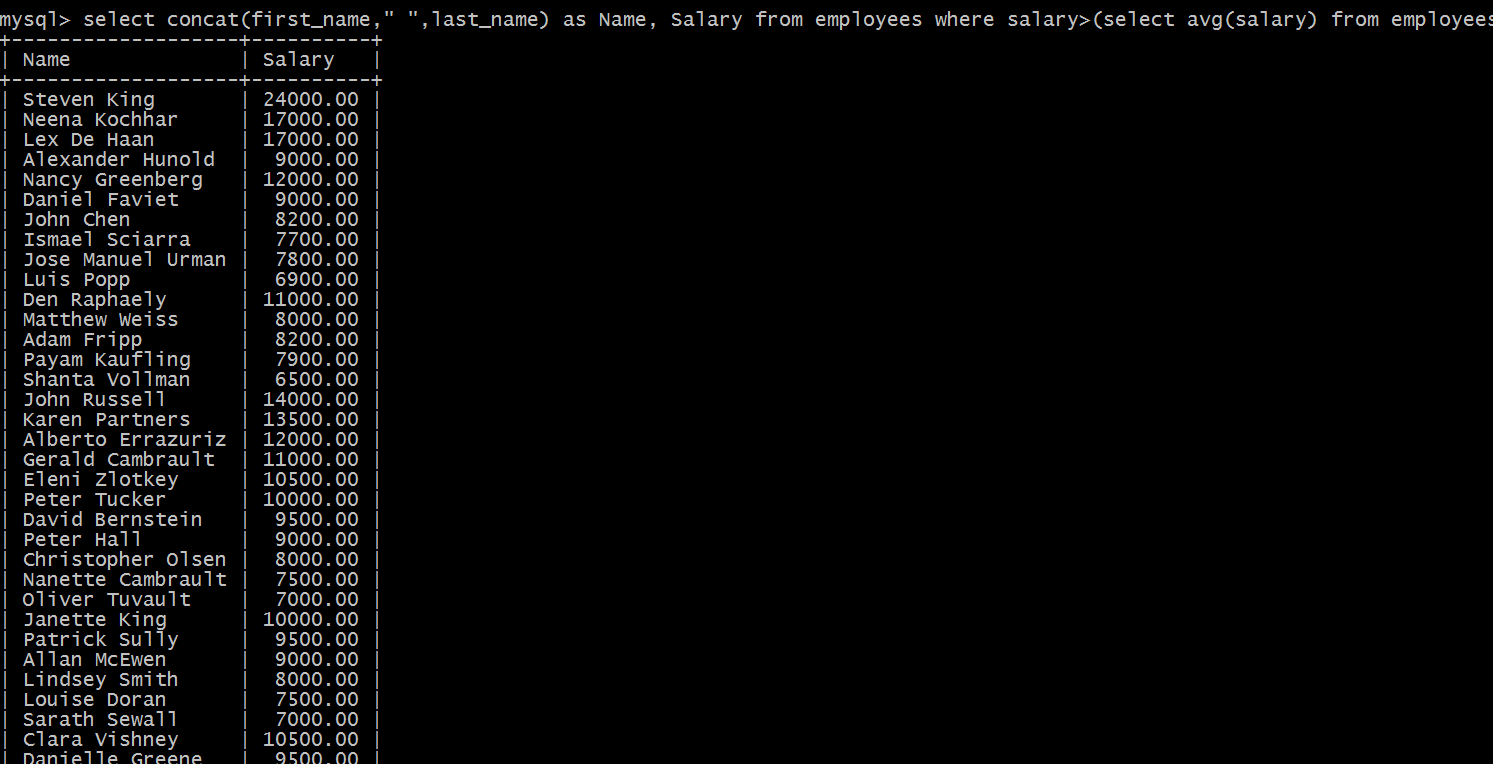 mysql> select concat(first_name," ",last_name) as Name, Salary from employees where salary>(select avg(salary) from employees
+-------------------+----------+
| Name              | Salary   |
+-------------------+----------+
| Steven King       | 24000.00 |
| Neena Kochhar     | 17000.00 |
| Lex De Haan       | 17000.00 |
| Alexander Hunold  |  9000.00 |
| Nancy Greenberg   | 12000.00 |
| Daniel Faviet     |  9000.00 |
| John Chen         |  8200.00 |
| Ismael Sciarra    |  7700.00 |
| Jose Manuel Urman |  7800.00 |
| Luis Popp         |  6900.00 |
| Den Raphaely      | 11000.00 |
| Matthew Weiss     |  8000.00 |
| Adam Fripp        |  8200.00 |
| Payam Kaufling    |  7900.00 |
| Shanta Vollman    |  6500.00 |
| John Russell      | 14000.00 |
| Karen Partners    | 13500.00 |
| Alberto Errazuriz | 12000.00 |
| Gerald Cambrault  | 11000.00 |
| Eleni Zlotkey     | 10500.00 |
| Peter Tucker      | 10000.00 |
| David Bernstein   |  9500.00 |
| Peter Hall        |  9000.00 |
| Christopher Olsen |  8000.00 |
| Nanette Cambrault |  7500.00 |
| Oliver Tuvault    |  7000.00 |
| Janette King      | 10000.00 |
| Patrick Sully     |  9500.00 |
| Allan McEwen      |  9000.00 |
| Lindsey Smith     |  8000.00 |
| Louise Doran      |  7500.00 |
| Sarath Sewall     |  7000.00 |
| Clara Vishney     | 10500.00 |
| Danielle Greene   |  9500.00 |